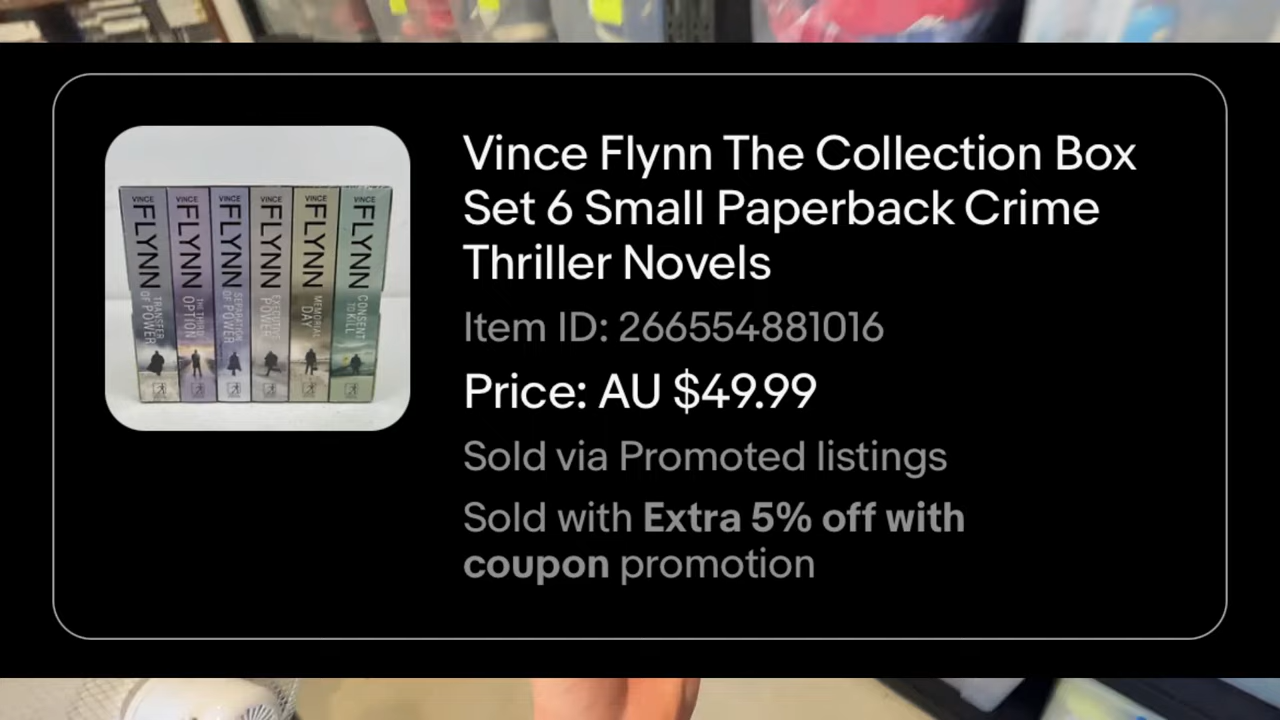 Vince Flynn The Collection Box
Set 6 Small Paperback Crime
Thriller Novels
Item ID: 266554881016
Price: AU $49.99
Sold via Promoted listings
Sold with Extra 5% off with
coupon promotion
VINCE
FLYNN
TRANSFER
OF POWER
VINCE
FLYNN
THE THIRD
OPTION
VINCE
FLYNN
SEPARATION
OF POWER
VINCE
FLYNN
EXECUTIVE
POWER
VINCE
FLYNN
MEMORIAL
DAY
VINCE
FLYNN
CONSENT
TO KILL